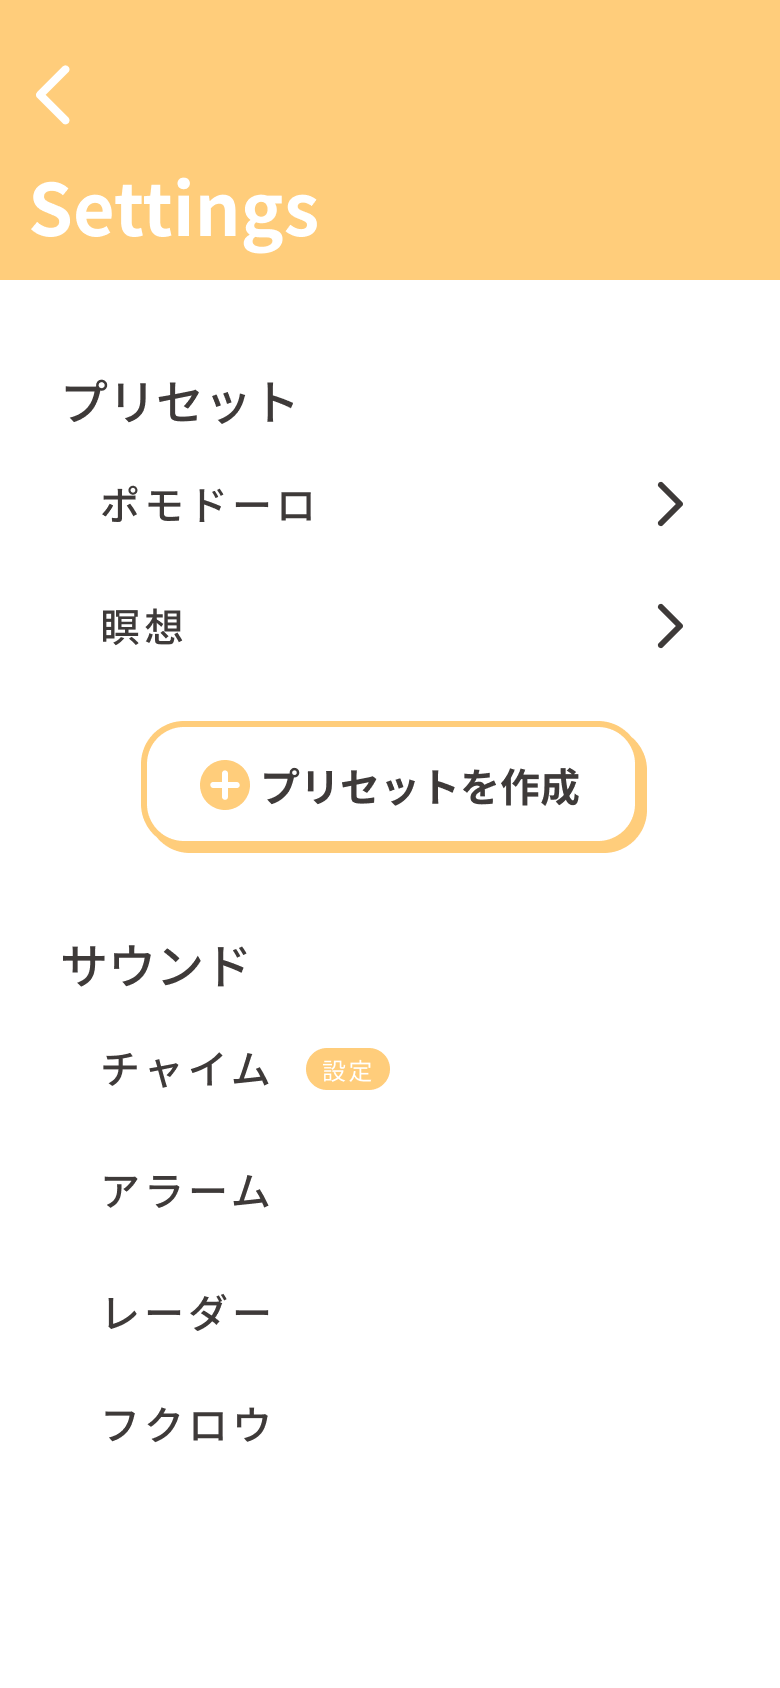 Settings
プリセット
ポモドーロ
瞑想
プリセットを作成
サウンド
チャイム 設定
アラーム
レーダー
フクロウ